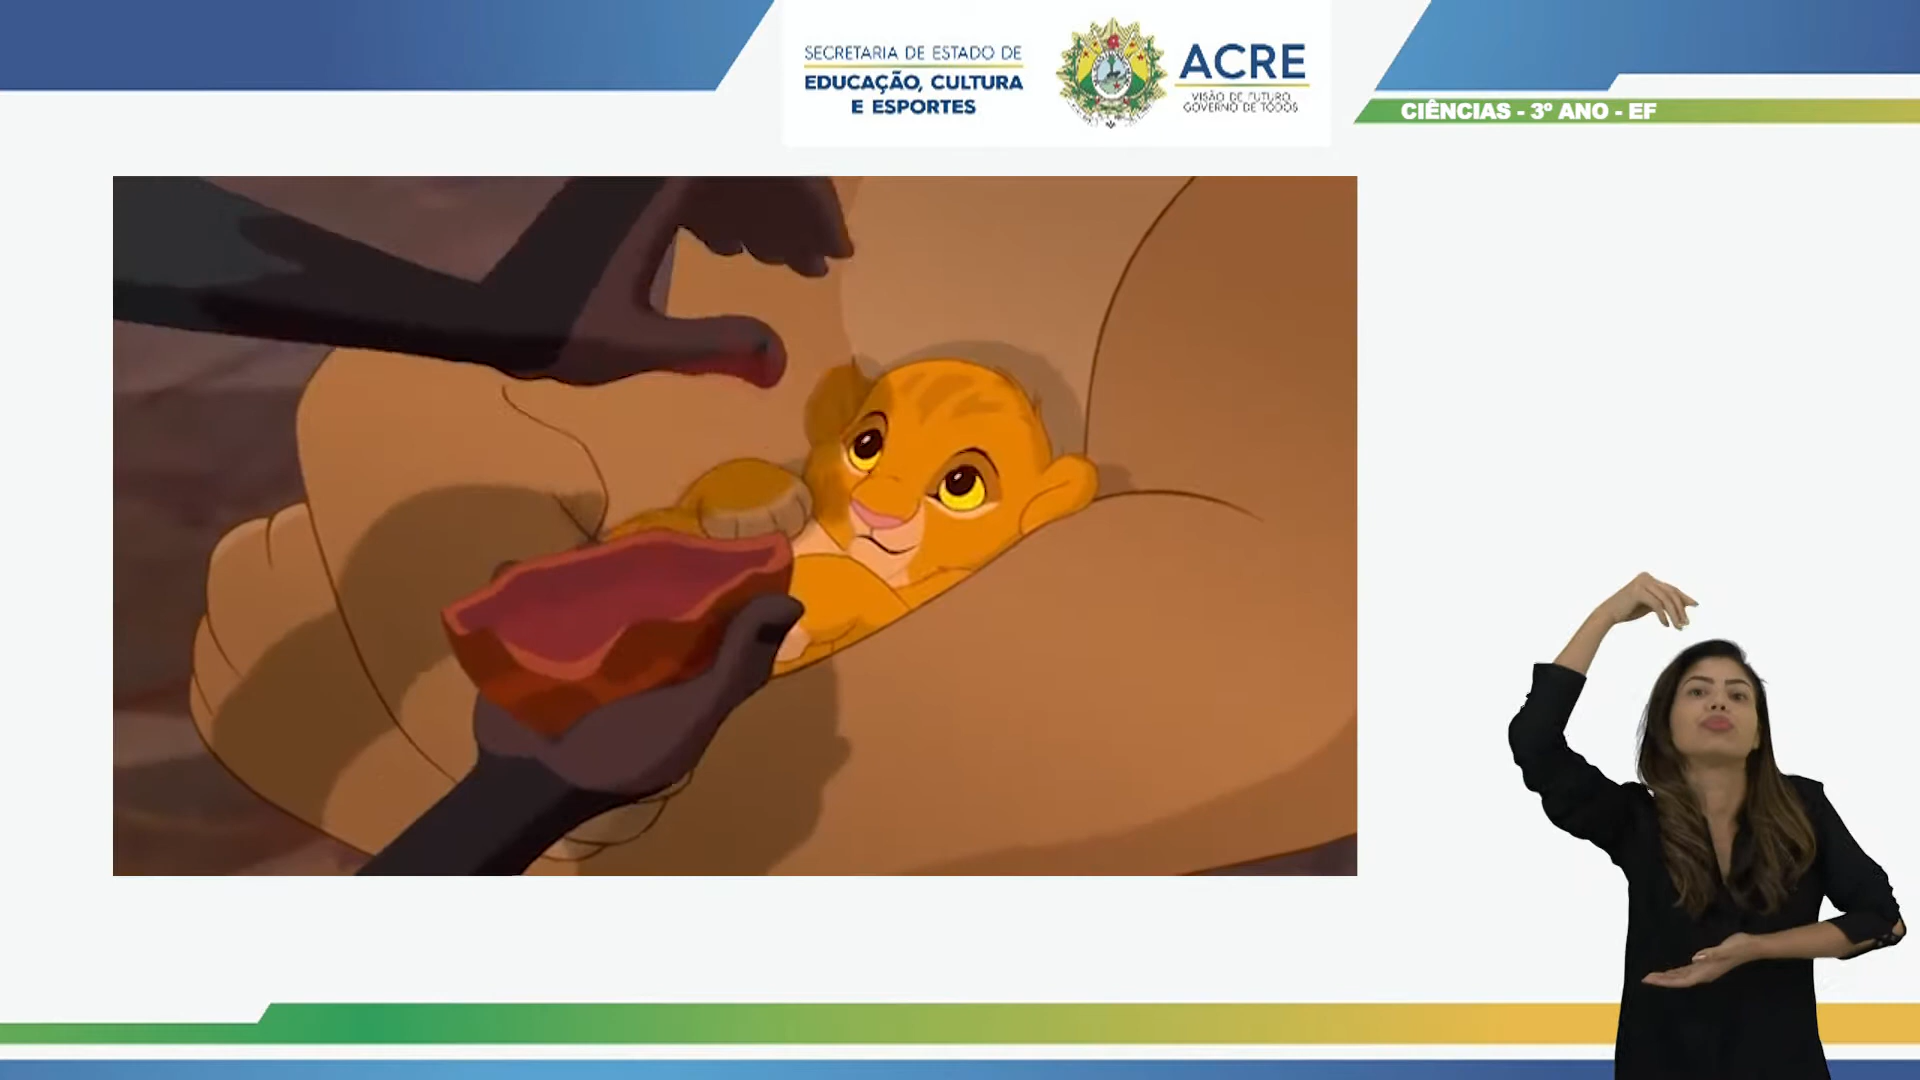 SECRETARIA DE ESTADO DE
EDUCAÇÃO, CULTURA
E ESPORTES
ACRE
VISÃO DE FUTURO,
GOVERNO DE TODOS
CIÊNCIAS - 3º ANO - EF